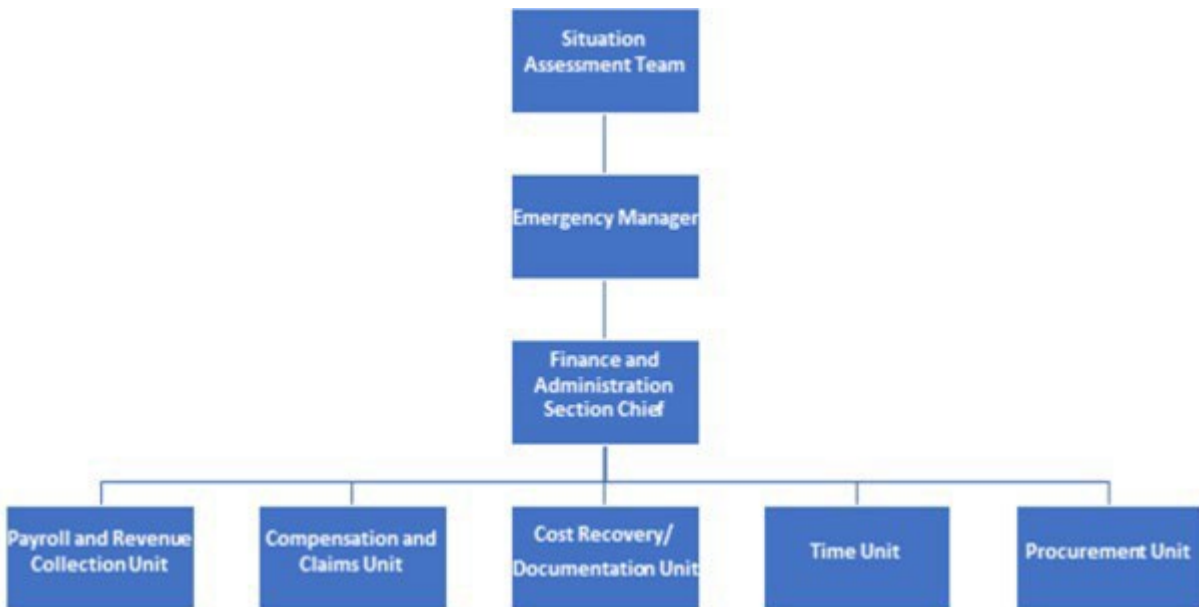 Situation
Assessment Team
Emergency Manager
Finance and
Administration
Section Chief
Payroll and Revenue
Collection Unit
Compensation and
Claims Unit
Cost Recovery/
Documentation Unit
Time Unit
Procurement Unit